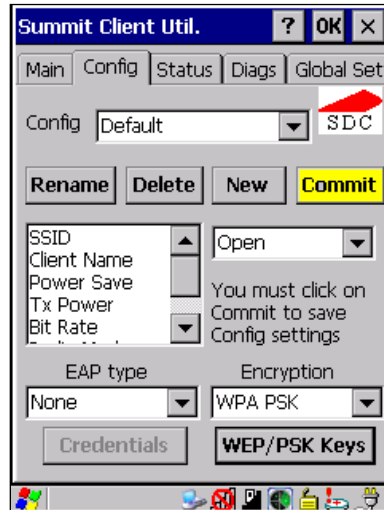 Summit Client Util. ? OK ×
Main Config Status Diags Global Set
Config Default SDC
Rename Delete New Commit
SSID
Client Name
Power Save
Tx Power
Bit Rate
Open
You must click on
Commit to save
Config settings
EAP type Encryption
None WPA PSK
Credentials WEP/PSK Keys